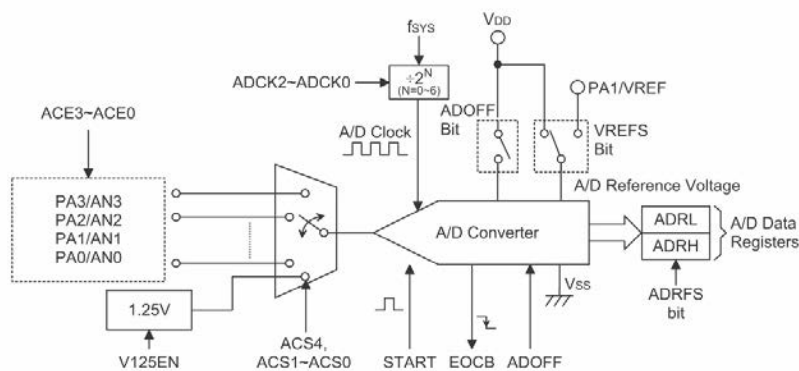 fSYS
VDD
ADCK2~ADCK0
÷2N
(N=0~6)
PA1/VREF
ACE3~ACE0
ADOFF
Bit
VREFS
Bit
A/D Clock
A/D Reference Voltage
PA3/AN3
PA2/AN2
PA1/AN1
PA0/AN0
A/D Converter
ADRL
ADRH
A/D Data
Registers
VSS
1.25V
ADRFS
bit
V125EN
ACS4,
ACS1~ACS0
START
EOCB
ADOFF